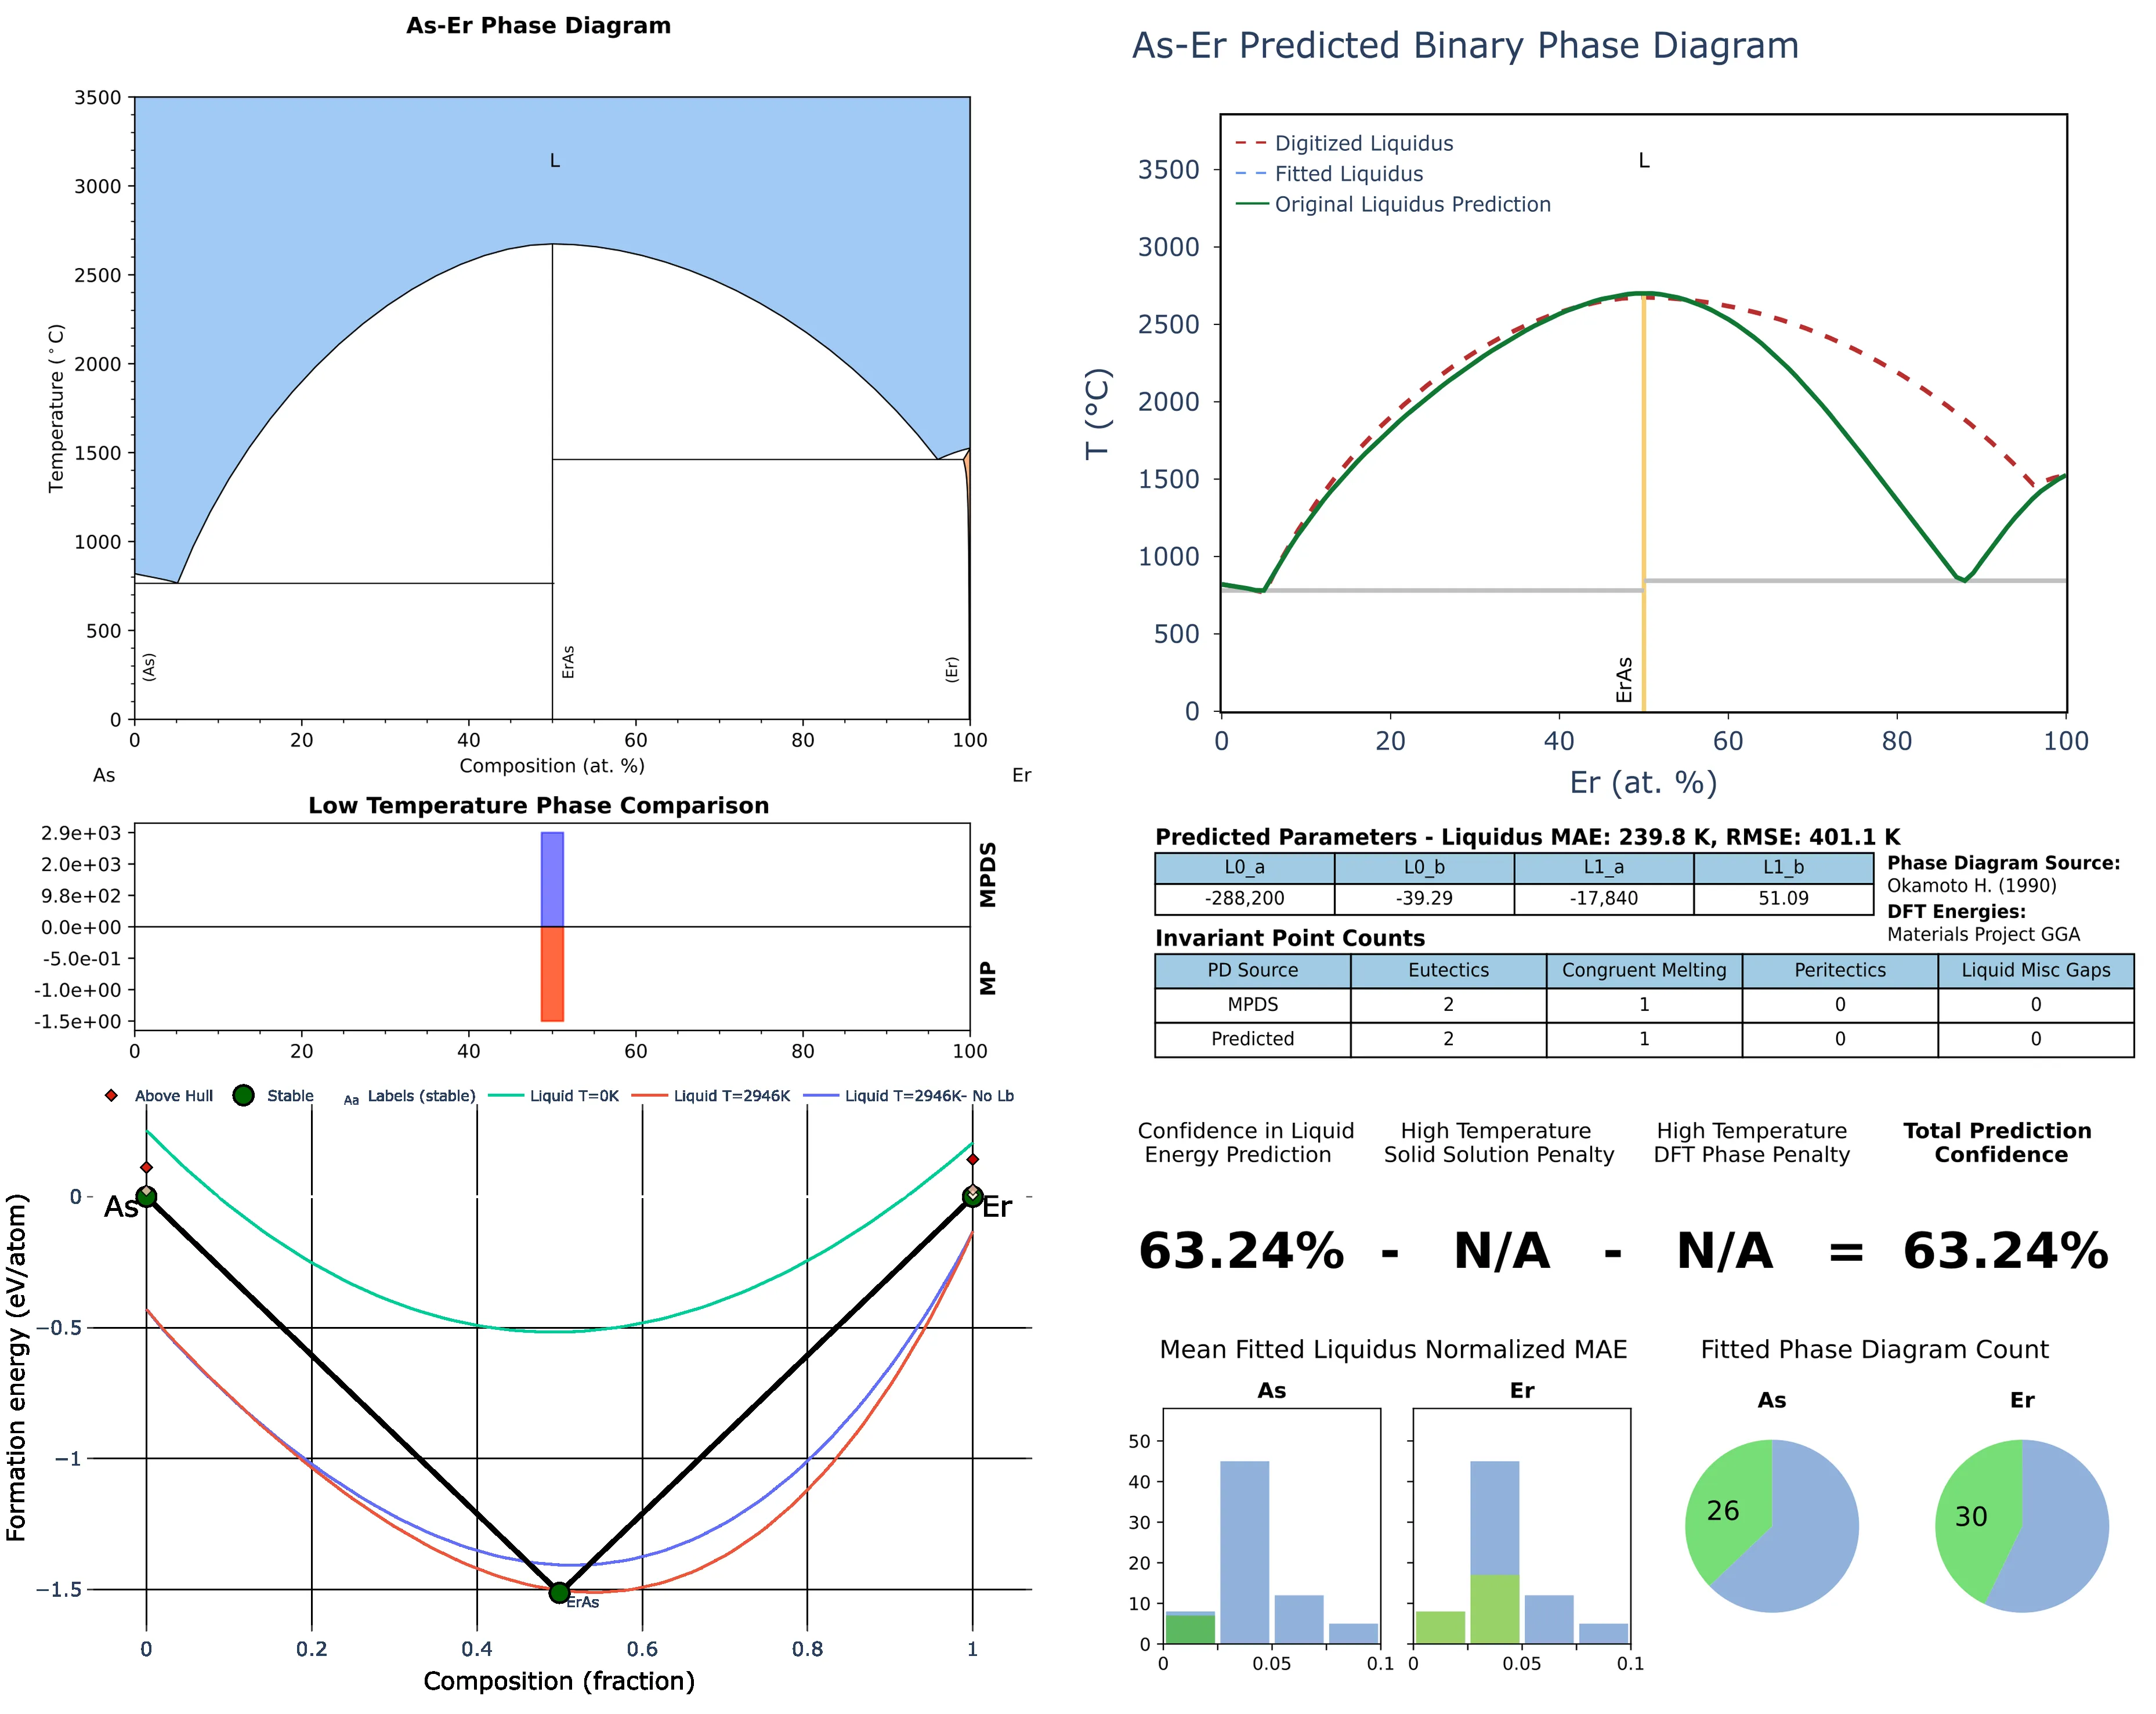 As-Er Phase Diagram
3500
3000
2500
2000
1500
1000
500
0
Temperature (°C)
L
(As)
ErAs
(Er)
0 20 40 60 80 100
Composition (at. %)
As Er
Low Temperature Phase Comparison
2.9e+03
2.0e+03
9.8e+02
0.0e+00
-5.0e-01
-1.0e+00
-1.5e+00
MPDS
MP
0 20 40 60 80 100
Above Hull Stable Aa Labels (stable) Liquid T=0K Liquid T=2946K Liquid T=2946K- No Lb
Formation energy (eV/atom)
0
−0.5
−1
−1.5
As
Er
ErAs
0 0.2 0.4 0.6 0.8 1
Composition (fraction)
As-Er Predicted Binary Phase Diagram
Digitized Liquidus
Fitted Liquidus
Original Liquidus Prediction
L
3500
3000
2500
2000
1500
1000
500
0
T (°C)
ErAs
0 20 40 60 80 100
Er (at. %)
Predicted Parameters - Liquidus MAE: 239.8 K, RMSE: 401.1 K
L0_a L0_b L1_a L1_b
-288,200 -39.29 -17,840 51.09
Phase Diagram Source:
Okamoto H. (1990)
DFT Energies:
Materials Project GGA
Invariant Point Counts
PD Source Eutectics Congruent Melting Peritectics Liquid Misc Gaps
MPDS 2 1 0 0
Predicted 2 1 0 0
Confidence in Liquid
Energy Prediction
High Temperature
Solid Solution Penalty
High Temperature
DFT Phase Penalty
Total Prediction
Confidence
63.24% - N/A - N/A = 63.24%
Mean Fitted Liquidus Normalized MAE
As Er
50
40
30
20
10
0
0 0.05 0.1
0 0.05 0.1
Fitted Phase Diagram Count
As Er
26
30